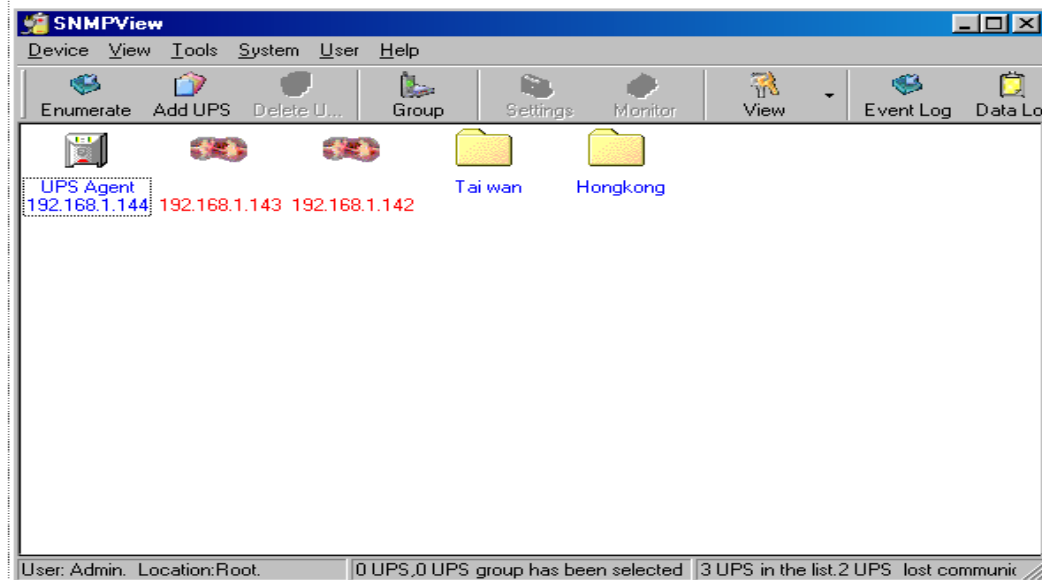 SNMPView
Device View Tools System User Help
Enumerate Add UPS Delete U... Group Settings Monitor View Event Log Data Lo
UPS Agent
192.168.1.144 192.168.1.143 192.168.1.142
Tai wan Hongkong
User: Admin. Location:Root. 0 UPS,0 UPS group has been selected 3 UPS in the list.2 UPS lost communic